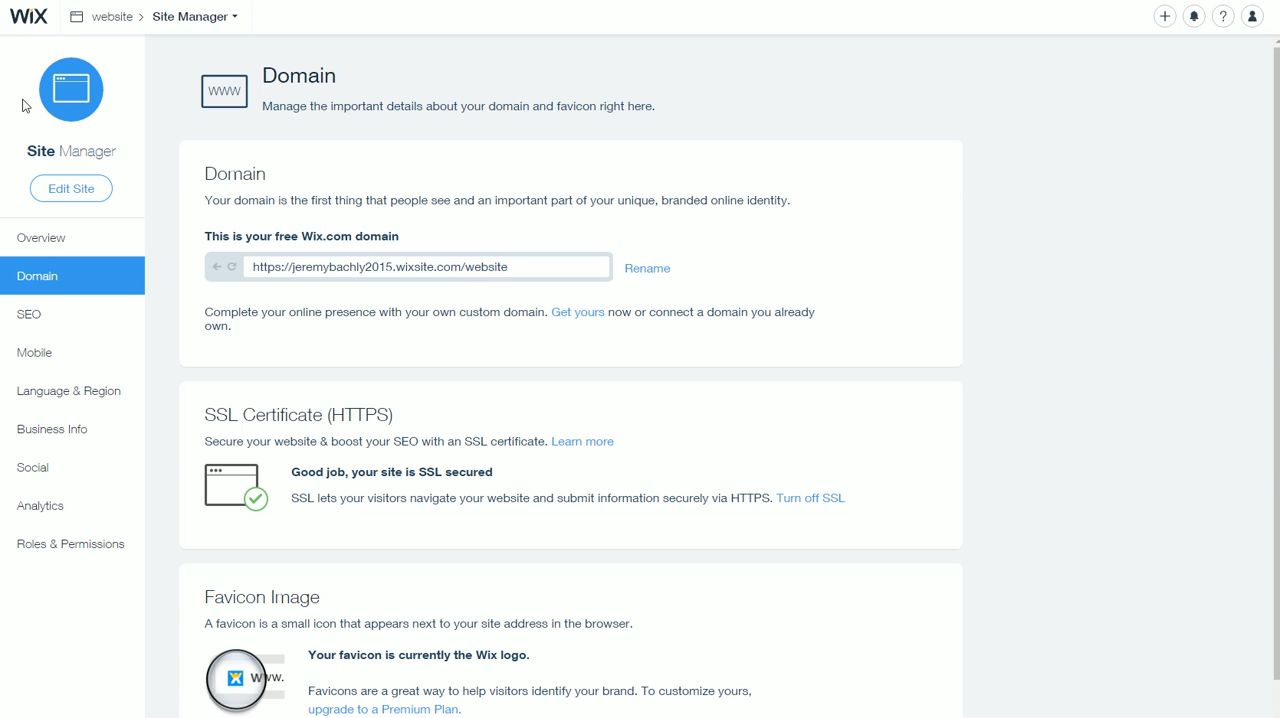 WiX website > Site Manager
Site Manager
Edit Site
Overview
Domain
SEO
Mobile
Language & Region
Business Info
Social
Analytics
Roles & Permissions
WWW
Domain
Manage the important details about your domain and favicon right here.
Domain
Your domain is the first thing that people see and an important part of your unique, branded online identity.
This is your free Wix.com domain
https://jeremybachly2015.wixsite.com/website
Rename
Complete your online presence with your own custom domain. Get yours now or connect a domain you already
own.
SSL Certificate (HTTPS)
Secure your website & boost your SEO with an SSL certificate. Learn more
Good job, your site is SSL secured
SSL lets your visitors navigate your website and submit information securely via HTTPS. Turn off SSL
Favicon Image
A favicon is a small icon that appears next to your site address in the browser.
Your favicon is currently the Wix logo.
www.
Favicons are a great way to help visitors identify your brand. To customize yours,
upgrade to a Premium Plan.